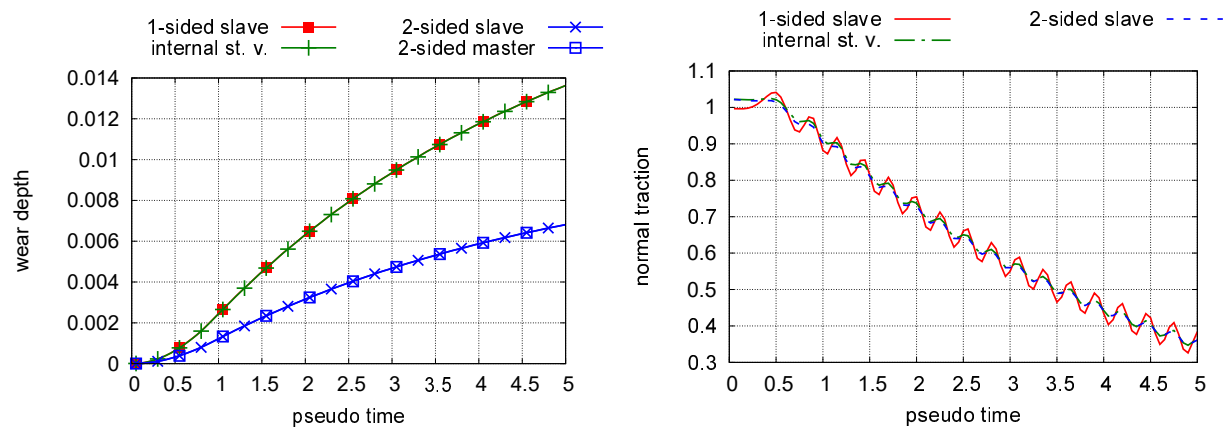 1-sided slave
internal st. v.
2-sided slave
2-sided master
0.014
0.012
0.01
0.008
0.006
0.004
0.002
0
wear depth
0 0.5 1 1.5 2 2.5 3 3.5 4 4.5 5
pseudo time
1-sided slave
internal st. v.
2-sided slave
1.1
1
0.9
0.8
0.7
0.6
0.5
0.4
0.3
normal traction
0 0.5 1 1.5 2 2.5 3 3.5 4 4.5 5
pseudo time